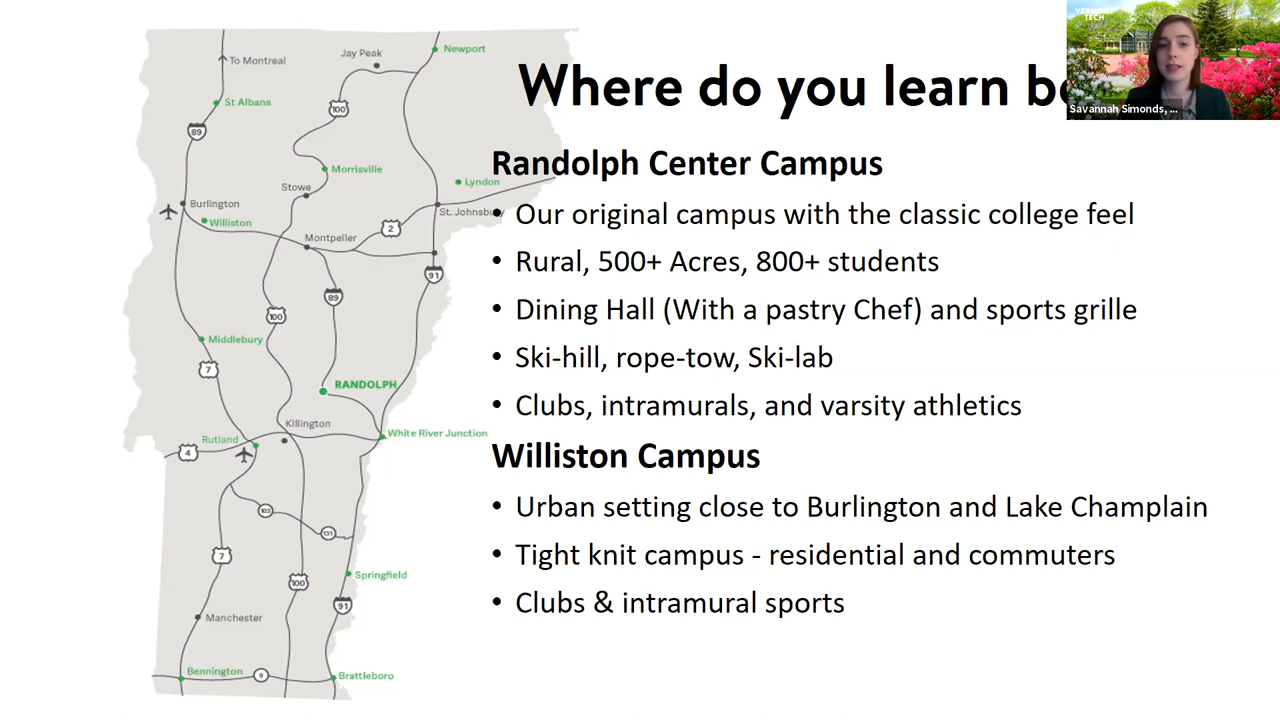 Where do you learn be
VERMONT
TECH
Savannah Simonds, ...
Randolph Center Campus
• Our original campus with the classic college feel
• Rural, 500+ Acres, 800+ students
• Dining Hall (With a pastry Chef) and sports grille
• Ski-hill, rope-tow, Ski-lab
• Clubs, intramurals, and varsity athletics
Williston Campus
• Urban setting close to Burlington and Lake Champlain
• Tight knit campus - residential and commuters
• Clubs & intramural sports
Newport
Jay Peak
To Montreal
St Albans
100
89
Morrisville
Lyndon
Stowe
Burlington
St. Johnsbu
Williston
2
Montpelier
91
89
100
Middlebury
7
RANDOLPH
Killington
White River Junction
Rutland
4
103
131
7
Springfield
100
91
Manchester
Bennington
9
Brattleboro